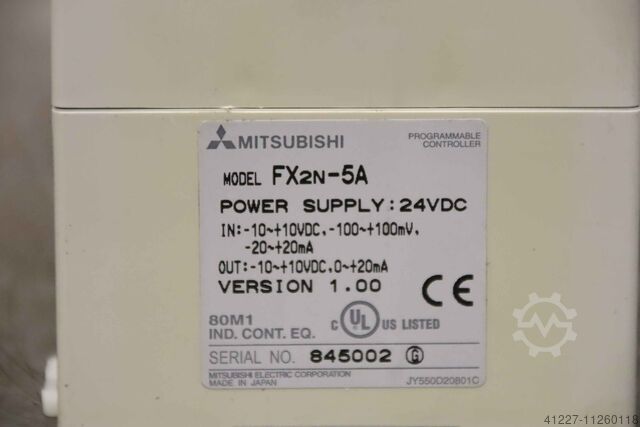 MITSUBISHI
PROGRAMMABLE
CONTROLLER
MODEL FX2N-5A
POWER SUPPLY:24VDC
IN:-10~+10VDC,-100~+100mV,
-20~+20mA
OUT:-10~+10VDC,0~+20mA
VERSION 1.00
CE
80M1
IND. CONT. EQ.
C UL US LISTED
SERIAL NO. 845002 G
MITSUBISHI ELECTRIC CORPORATION
MADE IN JAPAN
JY550D20801C
41227-11260118